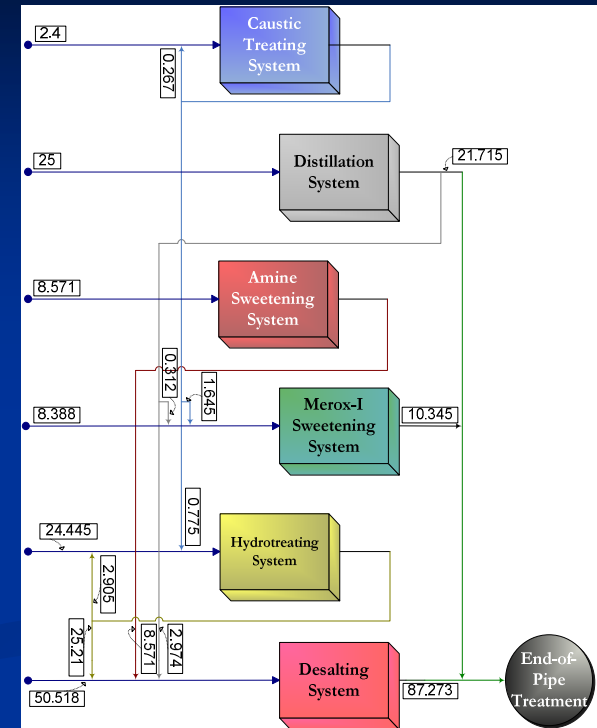 2.4
Caustic
Treating
System
0.267
25
Distillation
System
21.715
8.571
Amine
Sweetening
System
0.312
1.645
8.388
Merox-I
Sweetening
System
10.345
0.775
24.445
Hydrotreating
System
2.905
25.21
8.571
2.974
50.518
Desalting
System
87.273
End-of-
Pipe
Treatment